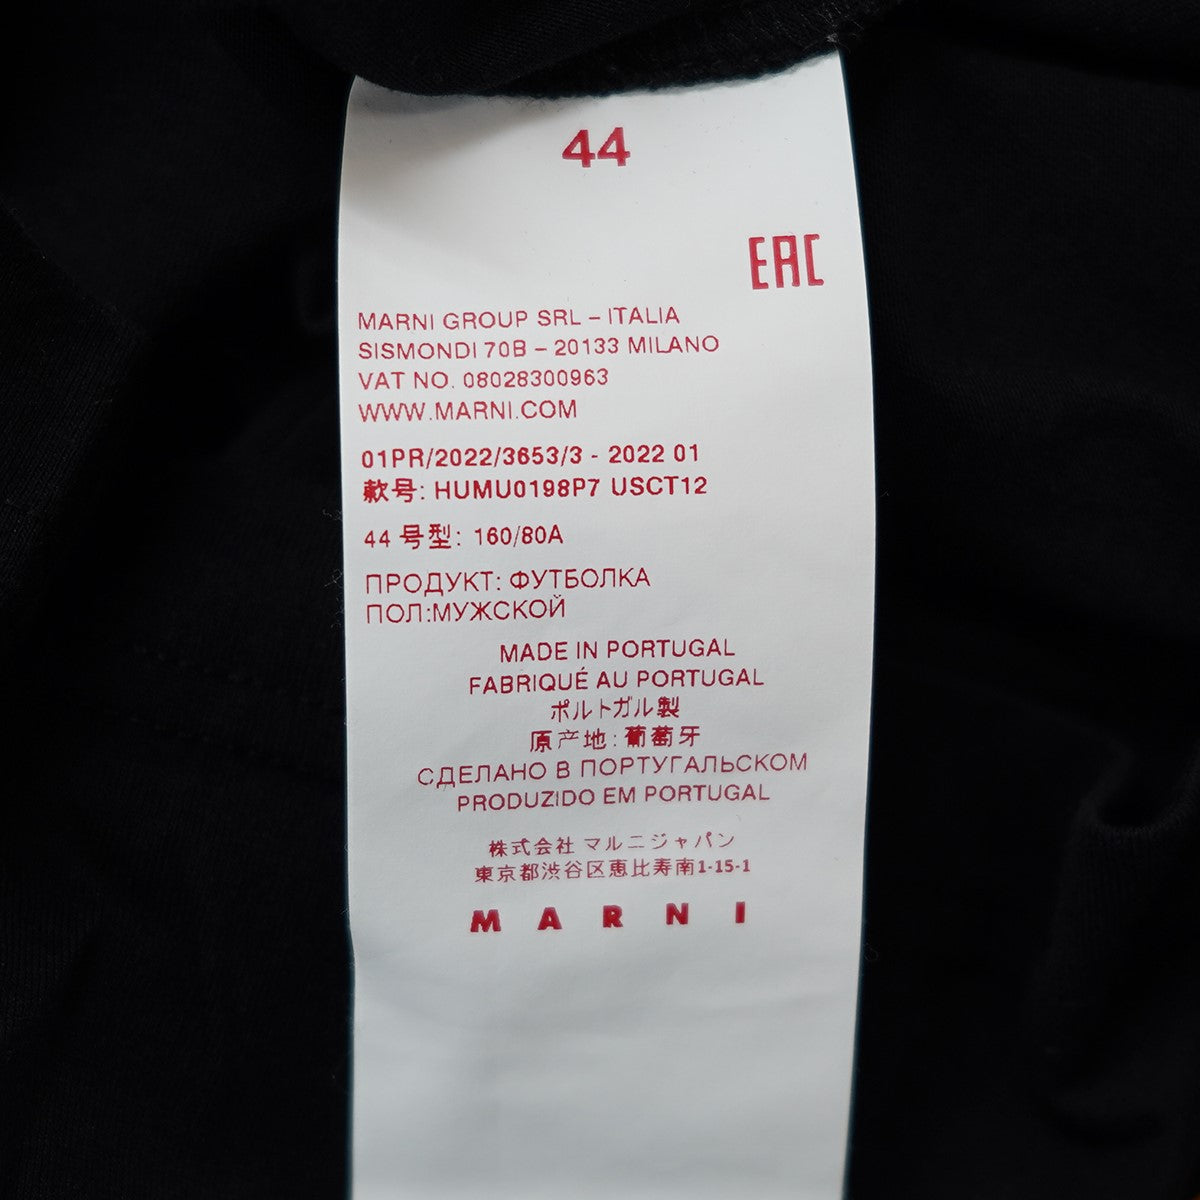 44
EAC
MARNI GROUP SRL – ITALIA
SISMONDI 70B – 20133 MILANO
VAT NO. 08028300963
WWW.MARNI.COM
01PR/2022/3653/3 - 2022 01
款号: HUMU0198P7 USCT12
44 号型: 160/80A
ПРОДУКТ: ФУТБОЛКА
ПОЛ:МУЖСКОЙ
MADE IN PORTUGAL
FABRIQUÉ AU PORTUGAL
ポルトガル製
原产地: 葡萄牙
СДЕЛАНО В ПОРТУГАЛЬСКОМ
PRODUZIDO EM PORTUGAL
株式会社 マルニジャパン
東京都渋谷区恵比寿南1-15-1
MARNI